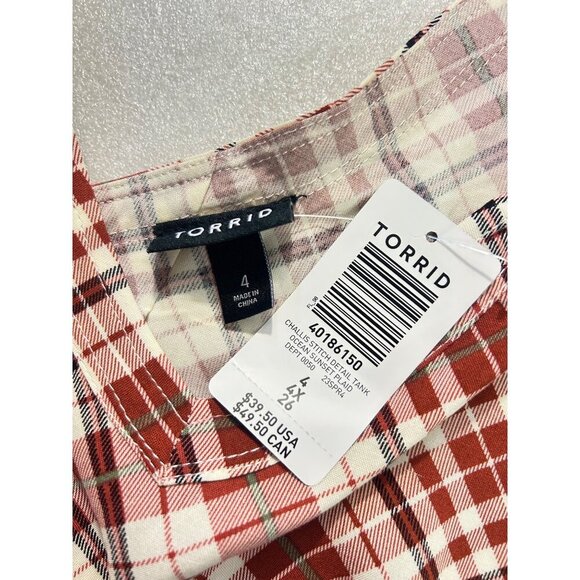 TORRID
4
MADE IN
CHINA
TORRID
40186150
CHALLIS STITCH DETAIL TANK
OCEAN SUNSET PLAID
DEPT 0050 23SPR4
4
4X
26
$39.50 USA
$49.50 CAN